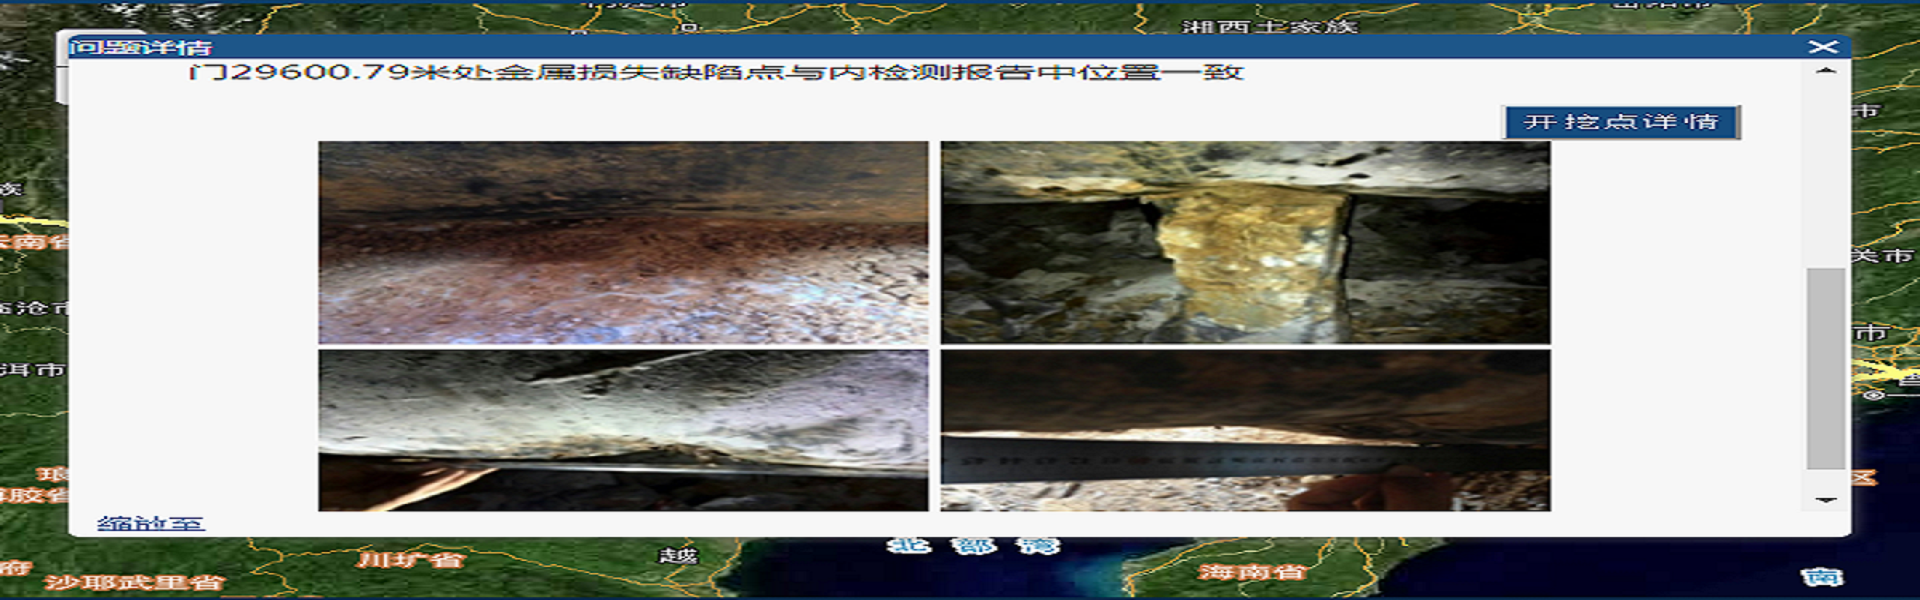 湘西土家族
问题详情
门29600.79米处金属损失缺陷点与内检测报告中位置一致
开挖点详情
市
族
云南省
关市
临沧市
市
洱市
区
缩放至
北部湾
越
川圹省
海南省
府
沙耶武里省
南